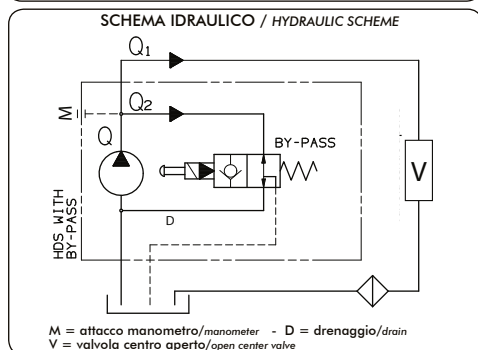 SCHEMA IDRAULICO / HYDRAULIC SCHEME
Q1
M
Q2
Q
BY-PASS
V
D
HDS WITH
BY-PASS
M = attacco manometro/manometer - D = drenaggio/drain
V = valvola centro aperto/open center valve